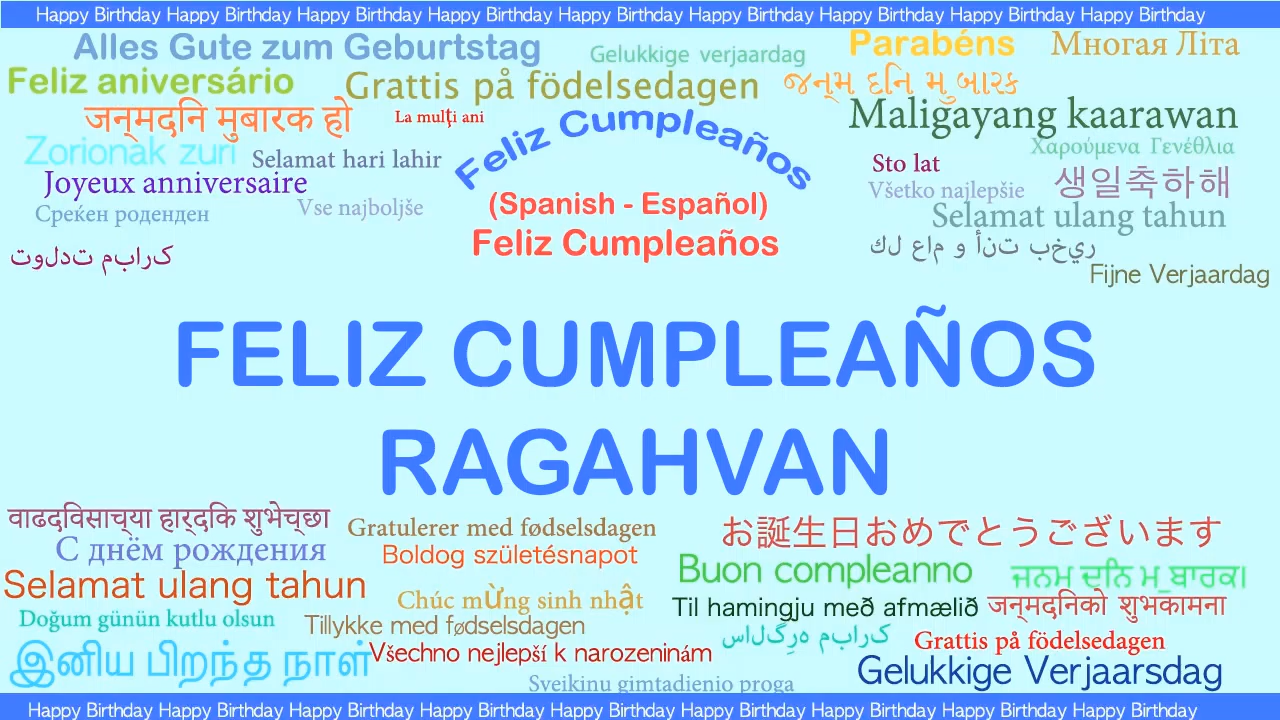 Happy Birthday Happy Birthday Happy Birthday Happy Birthday Happy Birthday Happy Birthday Happy Birthday Happy Birthday Happy Birthday
Alles Gute zum Geburtstag
Gelukkige verjaardag
Parabéns
Многая Літа
Feliz aniversário
Grattis på födelsedagen
જન્મ દિન મુબારક
जन्मदिन मुबारक हो
La mulţi ani
Feliz Cumpleaños
Maligayang kaarawan
Zorionak zuri
Selamat hari lahir
Χαρούμενα Γενέθλια
Sto lat
Joyeux anniversaire
(Spanish - Español)
Všetko najlepšie
생일축하해
Среќен роденден
Vse najboljše
Selamat ulang tahun
Feliz Cumpleaños
تولدت مبارک
كل عام و أنت بخير
Fijne Verjaardag
FELIZ CUMPLEAÑOS
RAGAHVAN
वाढदिवसाच्या हार्दिक शुभेच्छा
Gratulerer med fødselsdagen
お誕生日おめでとうございます
С днём рождения
Boldog születésnapot
Buon compleanno
ਜਨਮ ਦਿਨ ਮੁਬਾਰਕ।
Selamat ulang tahun
Chúc mừng sinh nhật
Til hamingju með afmælið
जन्मदिनको शुभकामना
Doğum günün kutlu olsun
Tillykke med fødselsdagen
سالگرہ مبارک
Grattis på födelsedagen
இனிய பிறந்த நாள்
Všechno nejlepší k narozeninám
Gelukkige Verjaarsdag
Sveikinu gimtadienio proga
Happy Birthday Happy Birthday Happy Birthday Happy Birthday Happy Birthday Happy Birthday Happy Birthday Happy Birthday Happy Birthday